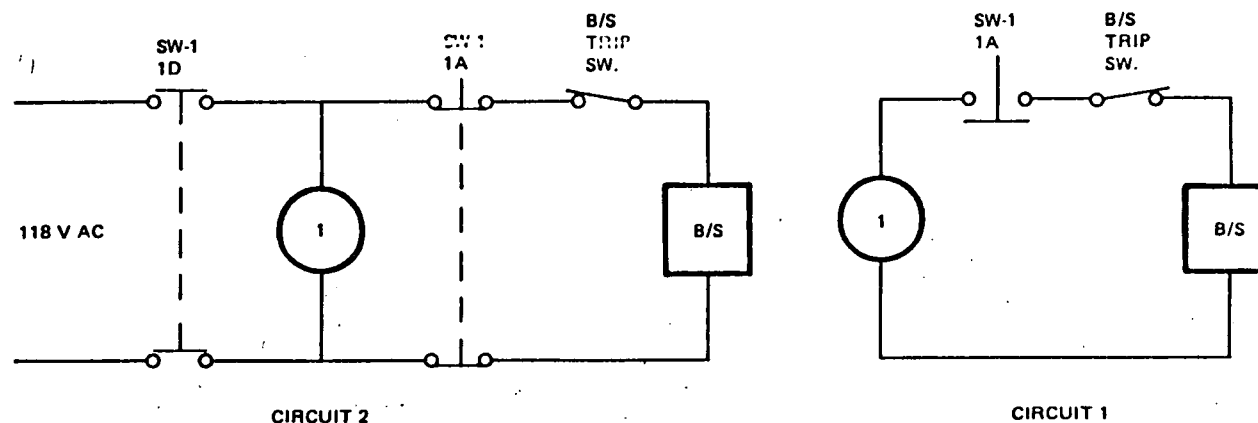 SW-1
1D
1A
B/S
TRIP
SW.
118 V AC
1
B/S
CIRCUIT 2
SW-1
1A
B/S
TRIP
SW.
1
B/S
CIRCUIT 1